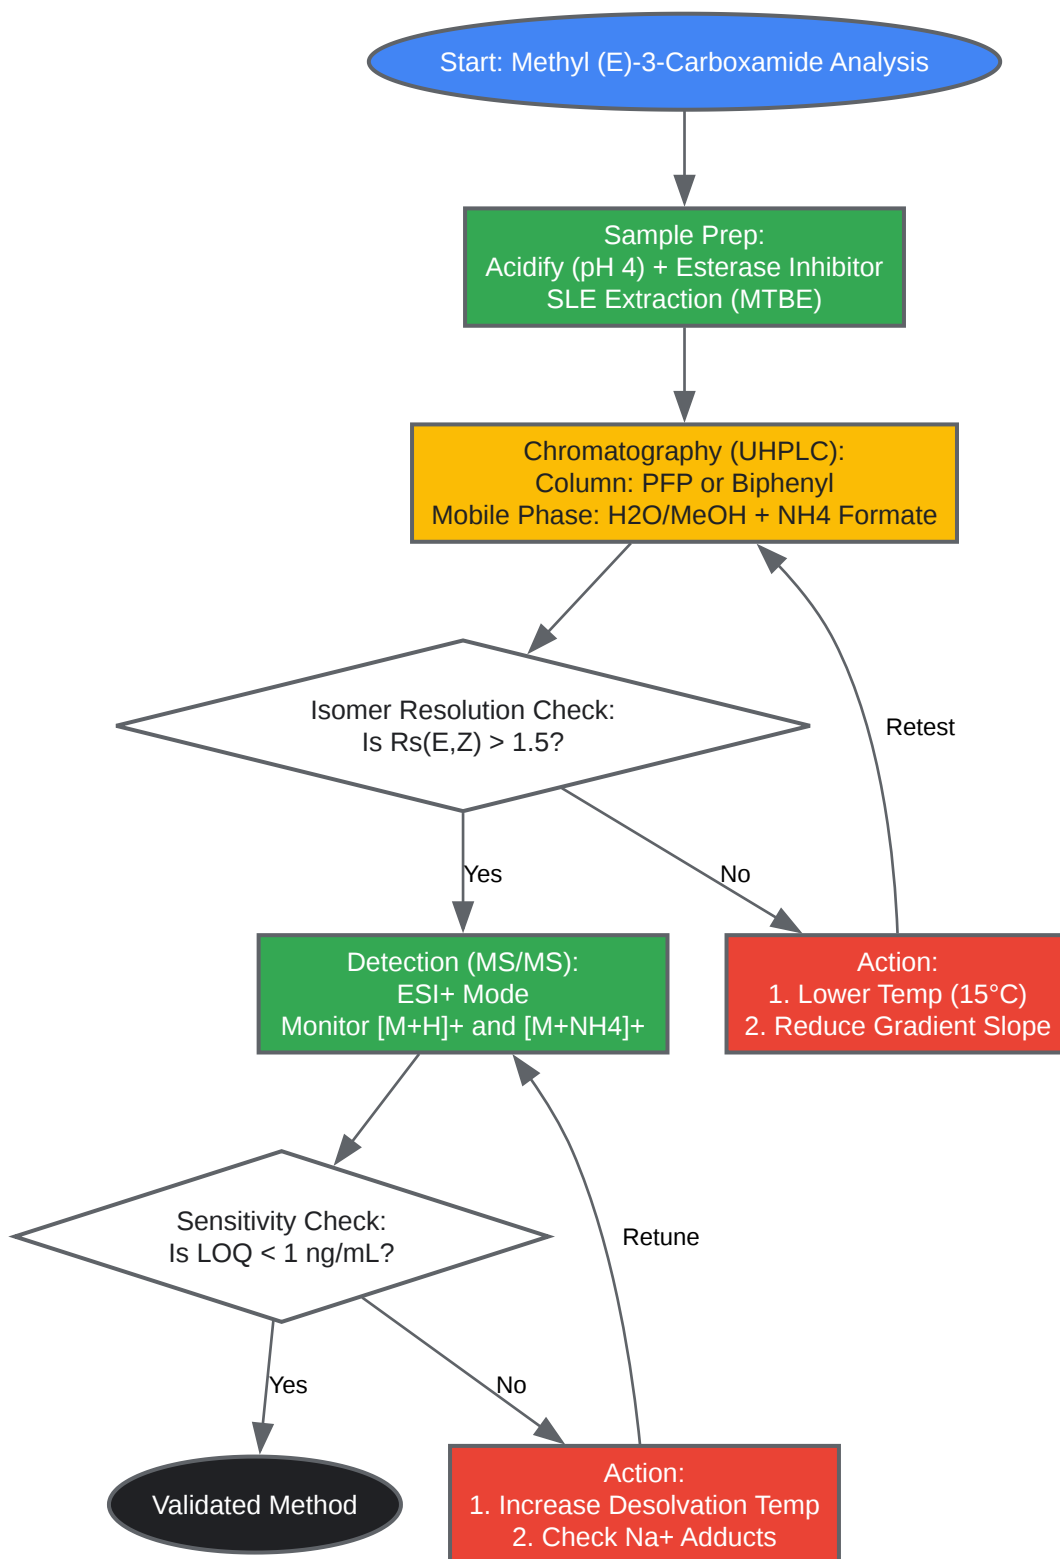 Start: Methyl (E)-3-Carboxamide Analysis
Sample Prep:
Acidify (pH 4) + Esterase Inhibitor
SLE Extraction (MTBE)
Chromatography (UHPLC):
Column: PFP or Biphenyl
Mobile Phase: H2O/MeOH + NH4 Formate
Isomer Resolution Check:
Is Rs(E,Z) > 1.5?
Retest
Yes
No
Detection (MS/MS):
ESI+ Mode
Monitor [M+H]+ and [M+NH4]+
Action:
1. Lower Temp (15°C)
2. Reduce Gradient Slope
Sensitivity Check:
Is LOQ < 1 ng/mL?
Retune
Yes
No
Validated Method
Action:
1. Increase Desolvation Temp
2. Check Na+ Adducts